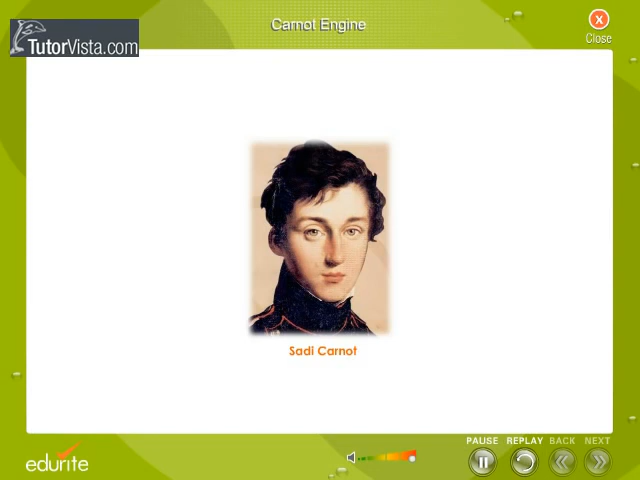 Carnot Engine
TutorVista.com
X
Close
Sadi Carnot
PAUSE REPLAY BACK NEXT
edurite